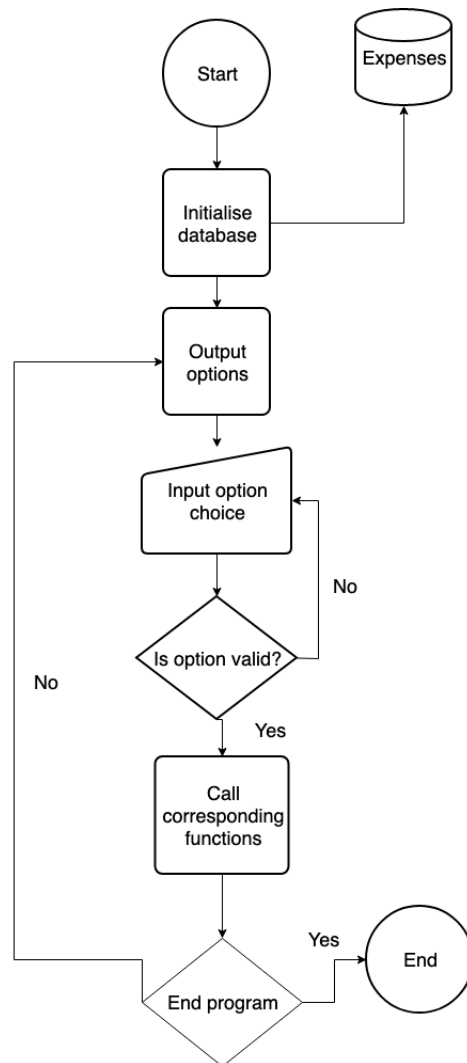 Start
Expenses
Initialise
database
Output
options
Input option
choice
No
Is option valid?
No
Yes
Call
corresponding
functions
Yes
End program
End